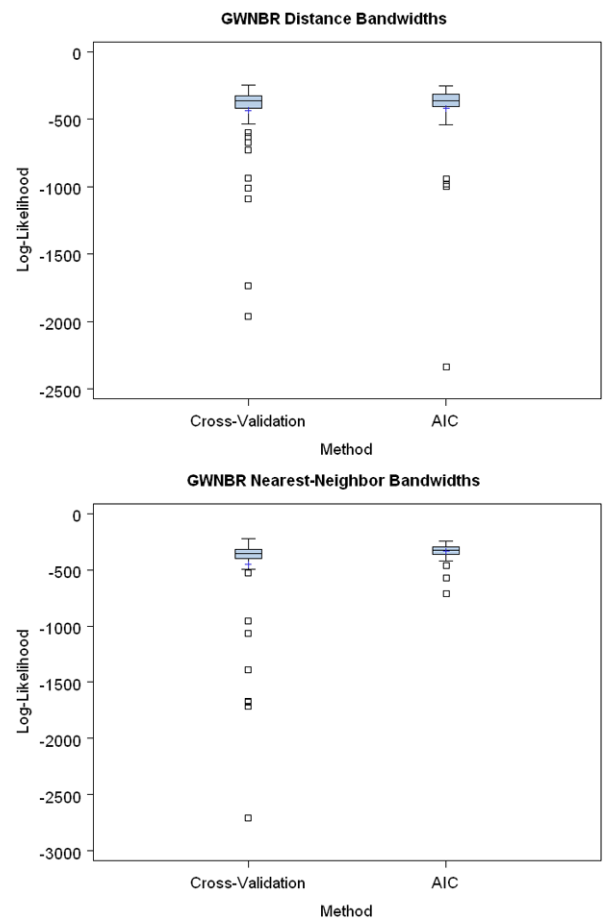 GWNBR Distance Bandwidths
0
-500
-1000
-1500
-2000
-2500
Log-Likelihood
Cross-Validation AIC
Method
GWNBR Nearest-Neighbor Bandwidths
0
-500
-1000
-1500
-2000
-2500
-3000
Log-Likelihood
Cross-Validation AIC
Method